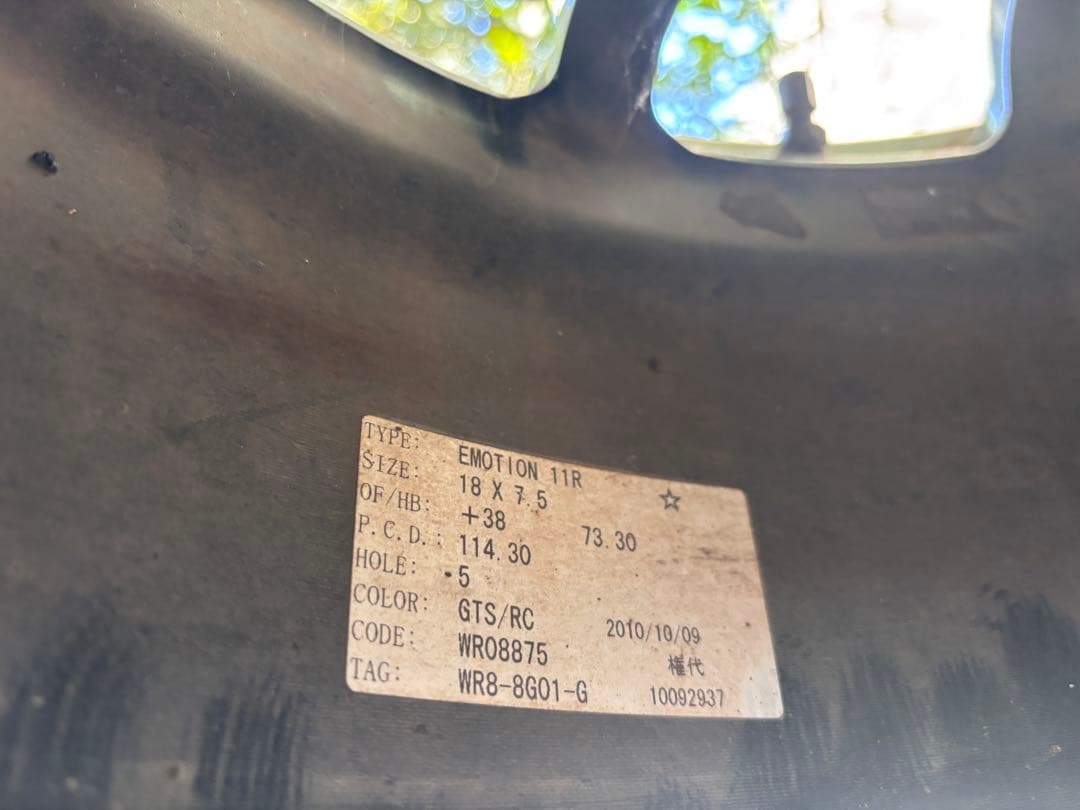 TYPE: EMOTION 11R ☆
SIZE: 18 X 7.5
OF/HB: +38 73.30
P.C.D.: 114.30
HOLE: 5
COLOR: GTS/RC 2010/10/09
CODE: WRO8875 権代
TAG: WR8-8G01-G 10092937